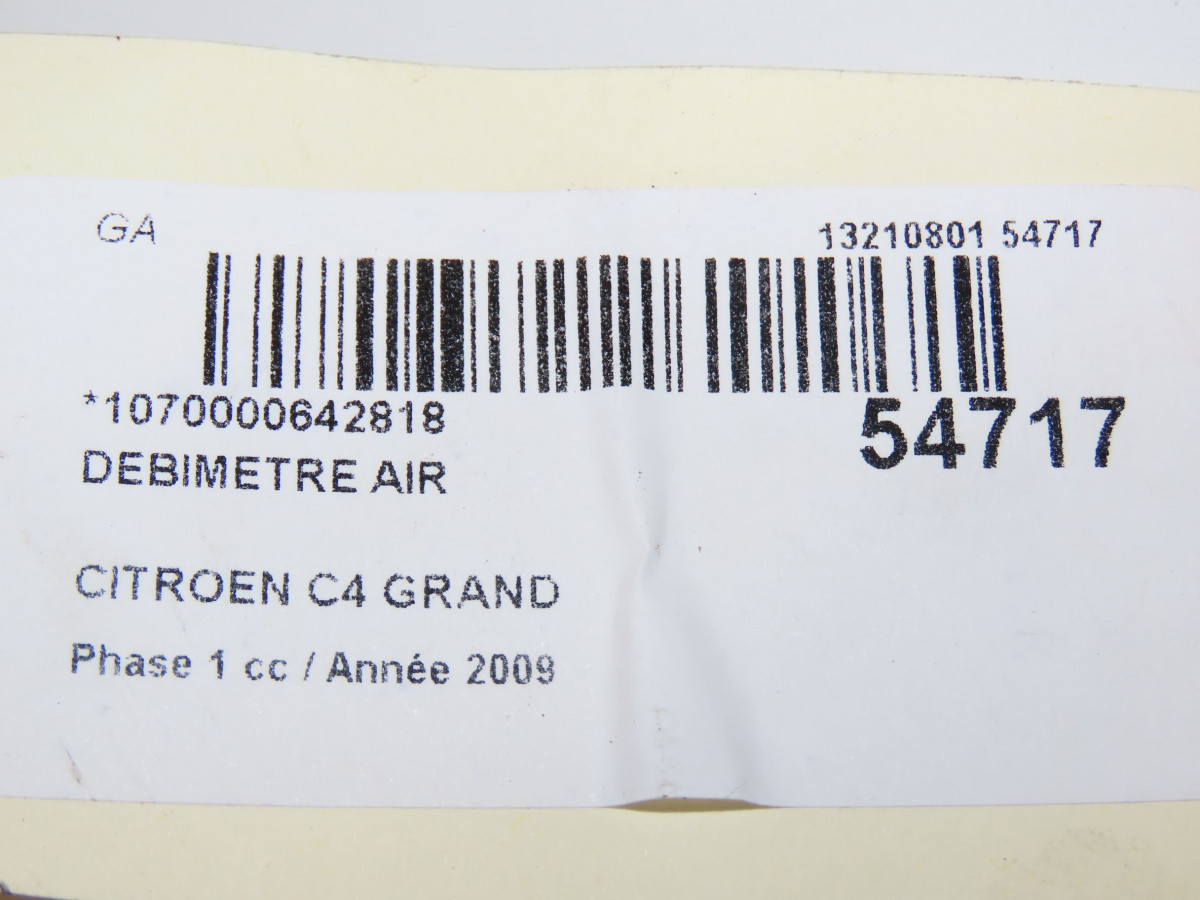 GA
13210801 54717
*1070000642818
54717
DEBIMETRE AIR
CITROEN C4 GRAND
Phase 1 cc / Année 2009